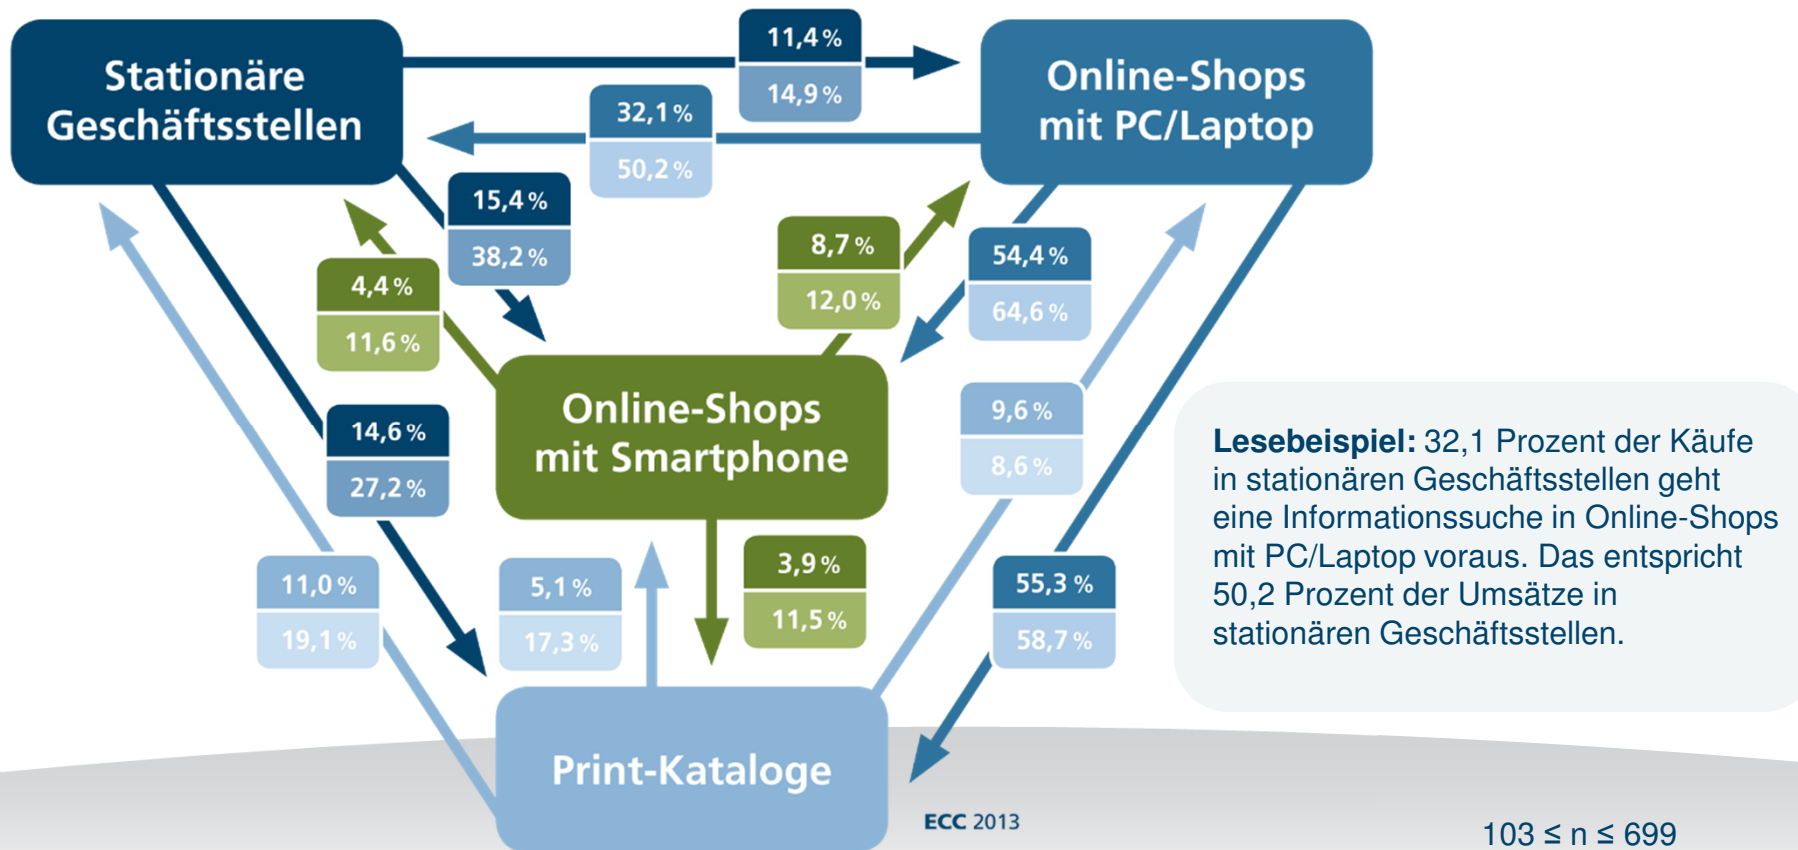 Stationäre
Geschäftsstellen
11,4 %
14,9 %
Online-Shops
mit PC/Laptop
32,1 %
50,2 %
15,4 %
38,2 %
8,7 %
12,0 %
54,4 %
64,6 %
4,4 %
11,6 %
Online-Shops
mit Smartphone
9,6 %
8,6 %
14,6 %
27,2 %
Lesebeispiel: 32,1 Prozent der Käufe
in stationären Geschäftsstellen geht
eine Informationssuche in Online-Shops
mit PC/Laptop voraus. Das entspricht
50,2 Prozent der Umsätze in
stationären Geschäftsstellen.
11,0 %
19,1 %
5,1 %
17,3 %
3,9 %
11,5 %
55,3 %
58,7 %
Print-Kataloge
ECC 2013
103 ≤ n ≤ 699